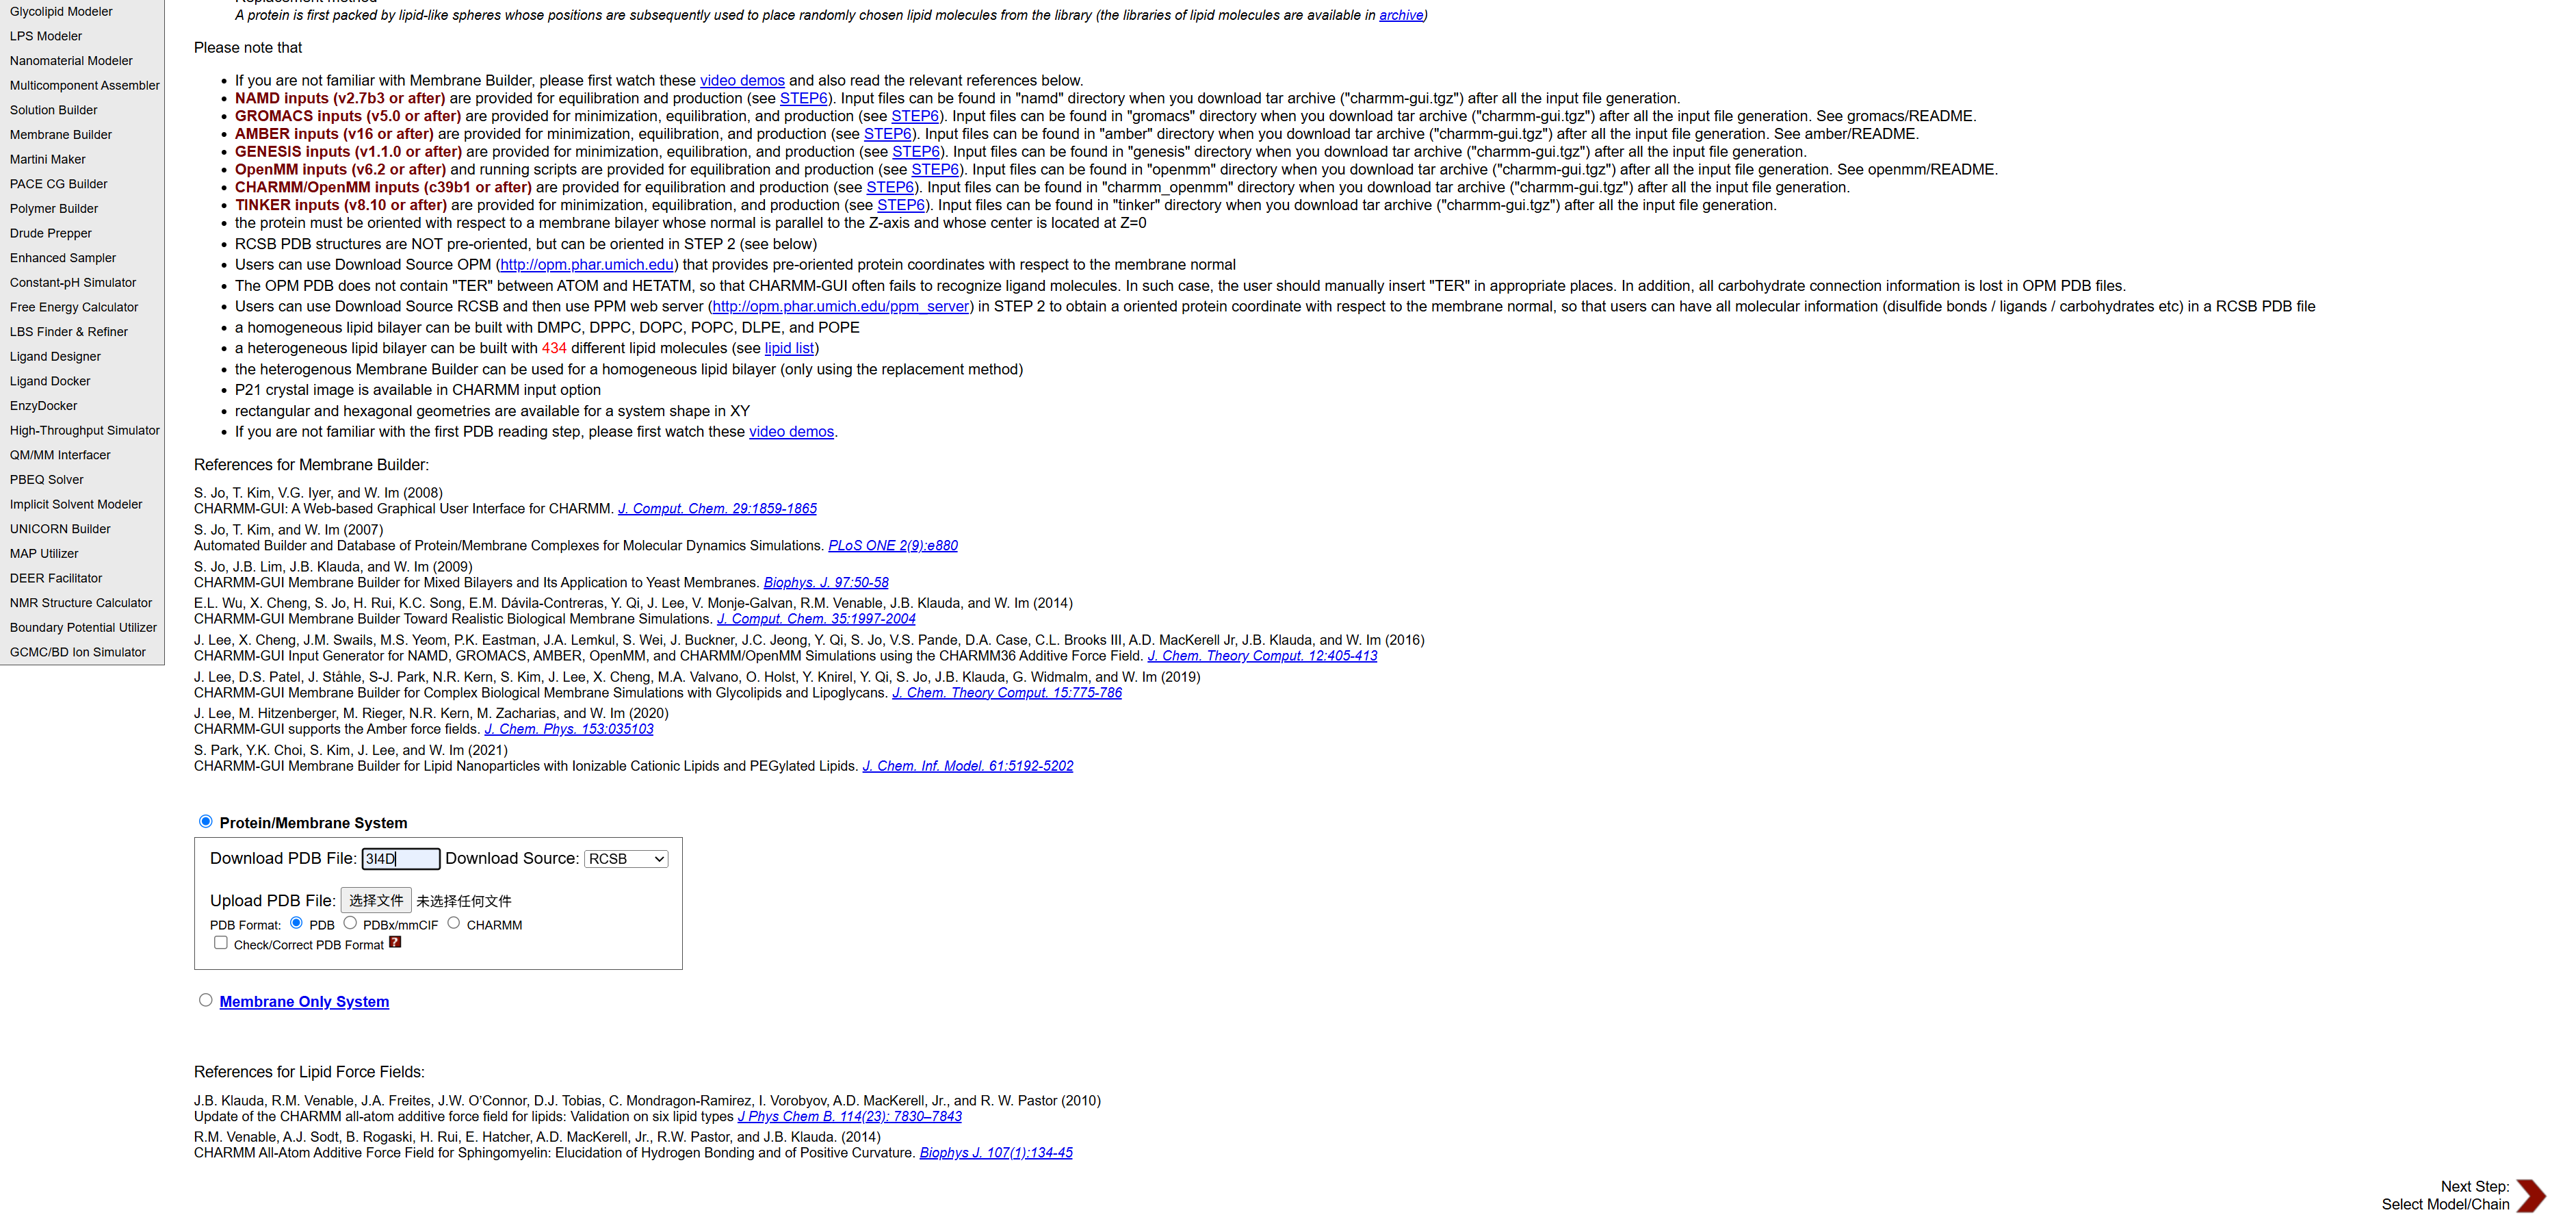 Glycolipid Modeler
LPS Modeler
Nanomaterial Modeler
Multicomponent Assembler
Solution Builder
Membrane Builder
Martini Maker
PACE CG Builder
Polymer Builder
Drude Prepper
Enhanced Sampler
Constant-pH Simulator
Free Energy Calculator
LBS Finder & Refiner
Ligand Designer
Ligand Docker
EnzyDocker
High-Throughput Simulator
QM/MM Interfacer
PBEQ Solver
Implicit Solvent Modeler
UNICORN Builder
MAP Utilizer
DEER Facilitator
NMR Structure Calculator
Boundary Potential Utilizer
GCMC/BD Ion Simulator
A protein is first packed by lipid-like spheres whose positions are subsequently used to place randomly chosen lipid molecules from the library (the libraries of lipid molecules are available in archive)
Please note that
• If you are not familiar with Membrane Builder, please first watch these video demos and also read the relevant references below.
• NAMD inputs (v2.7b3 or after) are provided for equilibration and production (see STEP6). Input files can be found in "namd" directory when you download tar archive ("charmm-gui.tgz") after all the input file generation.
• GROMACS inputs (v5.0 or after) are provided for minimization, equilibration, and production (see STEP6). Input files can be found in "gromacs" directory when you download tar archive ("charmm-gui.tgz") after all the input file generation. See gromacs/README.
• AMBER inputs (v16 or after) are provided for minimization, equilibration, and production (see STEP6). Input files can be found in "amber" directory when you download tar archive ("charmm-gui.tgz") after all the input file generation. See amber/README.
• GENESIS inputs (v1.1.0 or after) are provided for minimization, equilibration, and production (see STEP6). Input files can be found in "genesis" directory when you download tar archive ("charmm-gui.tgz") after all the input file generation.
• OpenMM inputs (v6.2 or after) and running scripts are provided for equilibration and production (see STEP6). Input files can be found in "openmm" directory when you download tar archive ("charmm-gui.tgz") after all the input file generation. See openmm/README.
• CHARMM/OpenMM inputs (c39b1 or after) are provided for equilibration and production (see STEP6). Input files can be found in "charmm_openmm" directory when you download tar archive ("charmm-gui.tgz") after all the input file generation.
• TINKER inputs (v8.10 or after) are provided for minimization, equilibration, and production (see STEP6). Input files can be found in "tinker" directory when you download tar archive ("charmm-gui.tgz") after all the input file generation.
• the protein must be oriented with respect to a membrane bilayer whose normal is parallel to the Z-axis and whose center is located at Z=0
• RCSB PDB structures are NOT pre-oriented, but can be oriented in STEP 2 (see below)
• Users can use Download Source OPM (http://opm.phar.umich.edu) that provides pre-oriented protein coordinates with respect to the membrane normal
• The OPM PDB does not contain "TER" between ATOM and HETATM, so that CHARMM-GUI often fails to recognize ligand molecules. In such case, the user should manually insert "TER" in appropriate places. In addition, all carbohydrate connection information is lost in OPM PDB files.
• Users can use Download Source RCSB and then use PPM web server (http://opm.phar.umich.edu/ppm_server) in STEP 2 to obtain a oriented protein coordinate with respect to the membrane normal, so that users can have all molecular information (disulfide bonds / ligands / carbohydrates etc) in a RCSB PDB file
• a homogeneous lipid bilayer can be built with DMPC, DPPC, DOPC, POPC, DLPE, and POPE
• a heterogeneous lipid bilayer can be built with 434 different lipid molecules (see lipid list)
• the heterogenous Membrane Builder can be used for a homogeneous lipid bilayer (only using the replacement method)
• P21 crystal image is available in CHARMM input option
• rectangular and hexagonal geometries are available for a system shape in XY
• If you are not familiar with the first PDB reading step, please first watch these video demos.
References for Membrane Builder:
S. Jo, T. Kim, V.G. Iyer, and W. Im (2008)
CHARMM-GUI: A Web-based Graphical User Interface for CHARMM. J. Comput. Chem. 29:1859-1865
S. Jo, T. Kim, and W. Im (2007)
Automated Builder and Database of Protein/Membrane Complexes for Molecular Dynamics Simulations. PLoS ONE 2(9):e880
S. Jo, J.B. Lim, J.B. Klauda, and W. Im (2009)
CHARMM-GUI Membrane Builder for Mixed Bilayers and Its Application to Yeast Membranes. Biophys. J. 97:50-58
E.L. Wu, X. Cheng, S. Jo, H. Rui, K.C. Song, E.M. Dávila-Contreras, Y. Qi, J. Lee, V. Monje-Galvan, R.M. Venable, J.B. Klauda, and W. Im (2014)
CHARMM-GUI Membrane Builder Toward Realistic Biological Membrane Simulations. J. Comput. Chem. 35:1997-2004
J. Lee, X. Cheng, J.M. Swails, M.S. Yeom, P.K. Eastman, J.A. Lemkul, S. Wei, J. Buckner, J.C. Jeong, Y. Qi, S. Jo, V.S. Pande, D.A. Case, C.L. Brooks III, A.D. MacKerell Jr, J.B. Klauda, and W. Im (2016)
CHARMM-GUI Input Generator for NAMD, GROMACS, AMBER, OpenMM, and CHARMM/OpenMM Simulations using the CHARMM36 Additive Force Field. J. Chem. Theory Comput. 12:405-413
J. Lee, D.S. Patel, J. Ståhle, S-J. Park, N.R. Kern, S. Kim, J. Lee, X. Cheng, M.A. Valvano, O. Holst, Y. Knirel, Y. Qi, S. Jo, J.B. Klauda, G. Widmalm, and W. Im (2019)
CHARMM-GUI Membrane Builder for Complex Biological Membrane Simulations with Glycolipids and Lipoglycans. J. Chem. Theory Comput. 15:775-786
J. Lee, M. Hitzenberger, M. Rieger, N.R. Kern, M. Zacharias, and W. Im (2020)
CHARMM-GUI supports the Amber force fields. J. Chem. Phys. 153:035103
S. Park, Y.K. Choi, S. Kim, J. Lee, and W. Im (2021)
CHARMM-GUI Membrane Builder for Lipid Nanoparticles with Ionizable Cationic Lipids and PEGylated Lipids. J. Chem. Inf. Model. 61:5192-5202
Protein/Membrane System
Download PDB File: 3I4D Download Source: RCSB
Upload PDB File: 选择文件 未选择任何文件
PDB Format: PDB PDBx/mmCIF CHARMM
Check/Correct PDB Format ?
Membrane Only System
References for Lipid Force Fields:
J.B. Klauda, R.M. Venable, J.A. Freites, J.W. O'Connor, D.J. Tobias, C. Mondragon-Ramirez, I. Vorobyov, A.D. MacKerell, Jr., and R. W. Pastor (2010)
Update of the CHARMM all-atom additive force field for lipids: Validation on six lipid types J Phys Chem B. 114(23): 7830–7843
R.M. Venable, A.J. Sodt, B. Rogaski, H. Rui, E. Hatcher, A.D. MacKerell, Jr., R.W. Pastor, and J.B. Klauda. (2014)
CHARMM All-Atom Additive Force Field for Sphingomyelin: Elucidation of Hydrogen Bonding and of Positive Curvature. Biophys J. 107(1):134-45
Next Step:
Select Model/Chain